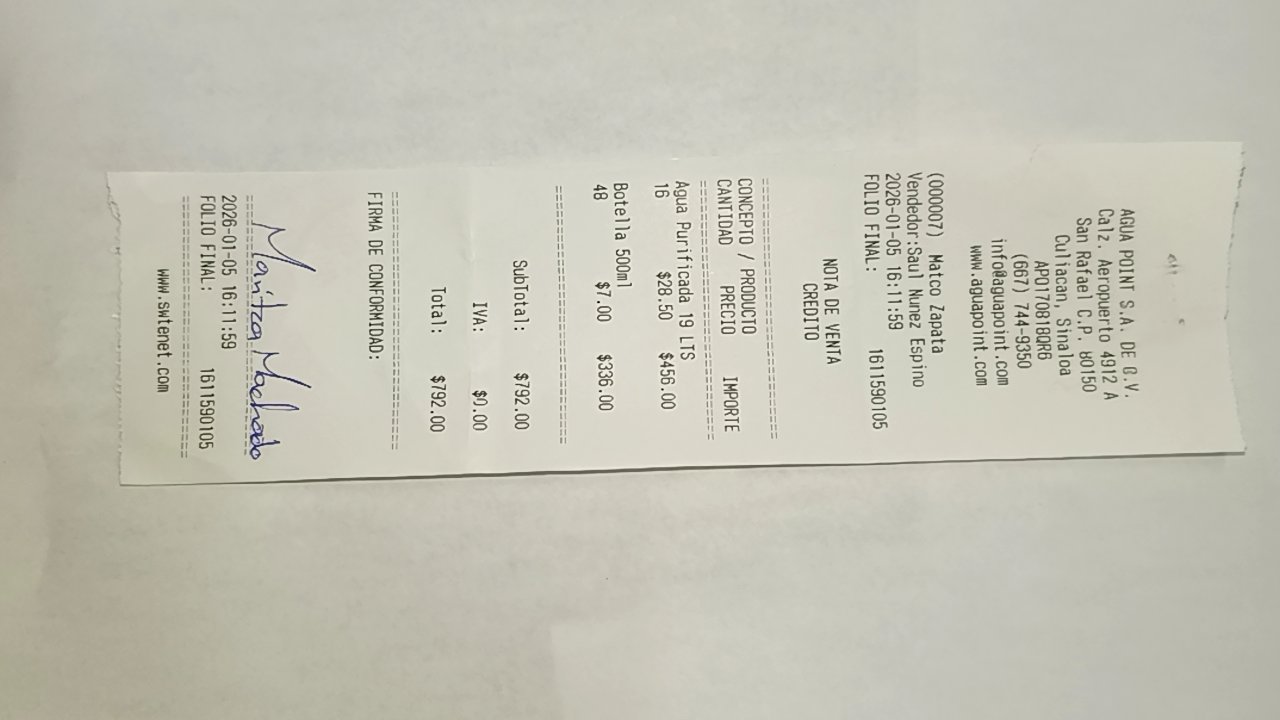 AGUA POINT S.A. DE C.V.
Calz. Aeropuerto 4912 A
San Rafael C.P. 80150
Culiacan, Sinaloa
APO170818QR6
(667) 744-9350
info@aguapoint.com
www.aguapoint.com
(000007) Matco Zapata
Vendedor:Saul Nunez Espino
2026-01-05 16:11:59
FOLIO FINAL: 1611590105
NOTA DE VENTA
CREDITO
CONCEPTO / PRODUCTO
CANTIDAD PRECIO IMPORTE
Agua Purificada 19 LTS
16 $28.50 $456.00
Botella 500ml
48 $7.00 $336.00
SubTotal: $792.00
IVA: $0.00
Total: $792.00
FIRMA DE CONFORMIDAD:
Maritza Machado
2026-01-05 16:11:59
FOLIO FINAL: 1611590105
www.swtenet.com